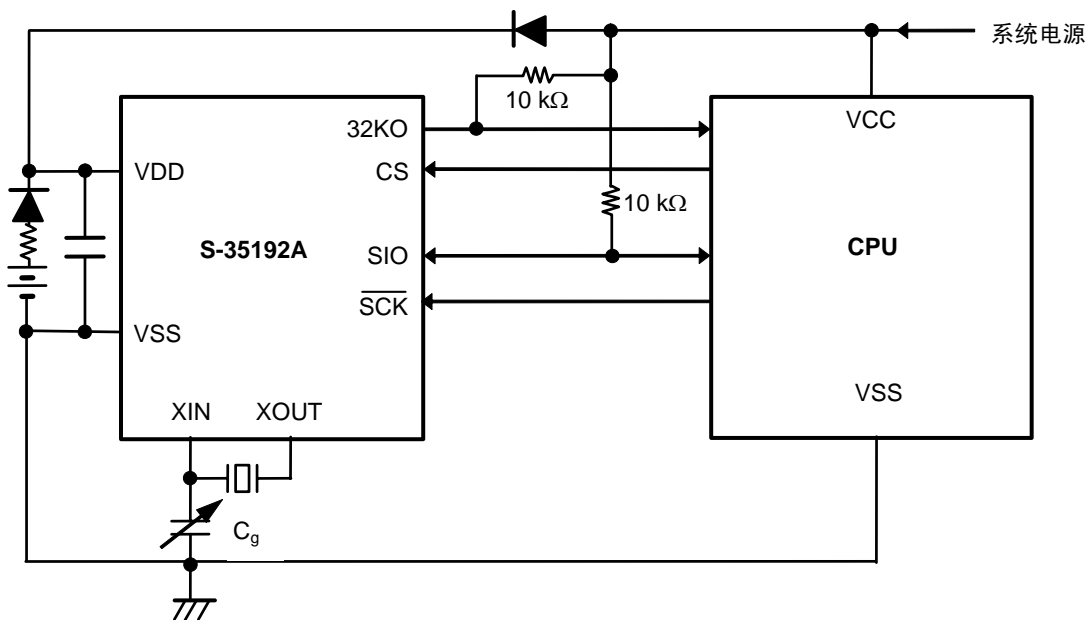 系统电源
10 kΩ
VCC
32KO
VDD
CS
10 kΩ
S-35192A
SIO
CPU
SCK
VSS
XIN
XOUT
VSS
Cg